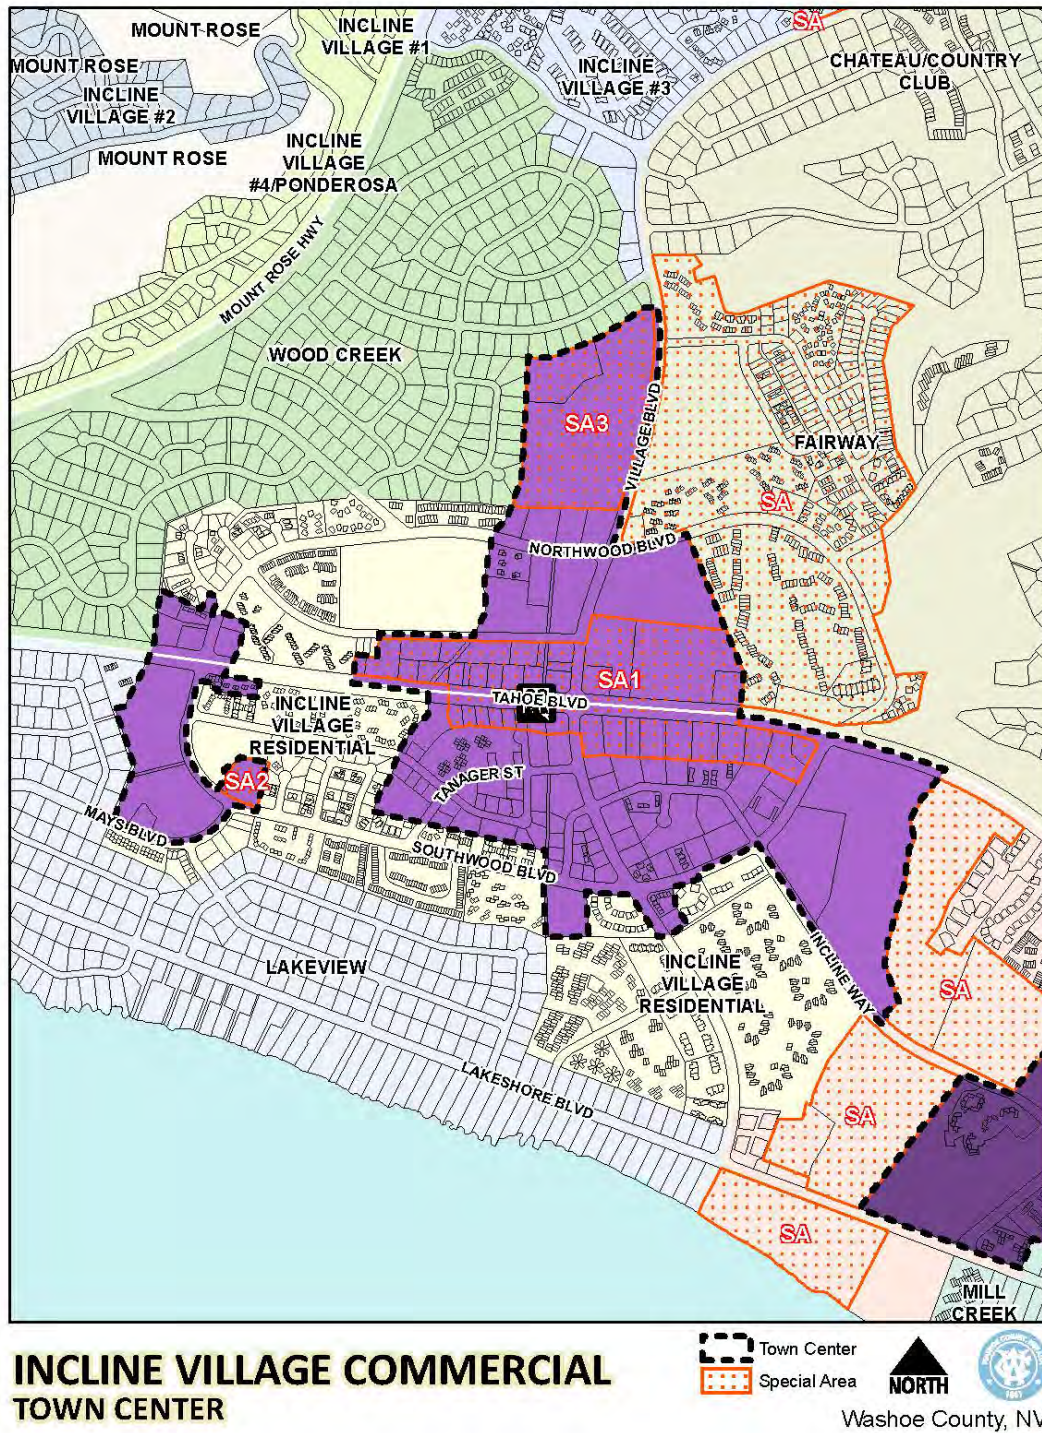 MOUNT ROSE
INCLINE
VILLAGE #1
SA
MOUNT ROSE
INCLINE
VILLAGE #2
INCLINE
VILLAGE #3
CHATEAU/COUNTRY
CLUB
MOUNT ROSE
INCLINE
VILLAGE
#4/PONDEROSA
MOUNT ROSE HWY
WOOD CREEK
SA3
VILLAGE BLVD
FAIRWAY
SA
NORTHWOOD BLVD
SA1
TAHOE BLVD
INCLINE
VILLAGE
RESIDENTIAL
SA2
TANAGER ST
MAYS BLVD
SOUTHWOOD BLVD
LAKEVIEW
INCLINE
VILLAGE
RESIDENTIAL
INCLINE WAY
SA
LAKESHORE BLVD
SA
SA
MILL
CREEK
INCLINE VILLAGE COMMERCIAL
TOWN CENTER
Town Center
Special Area
NORTH
Washoe County, NV